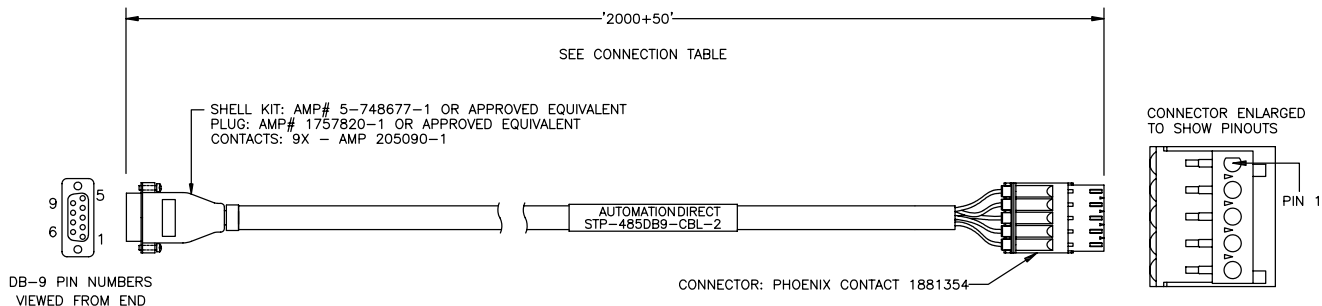 '2000+50'
SEE CONNECTION TABLE
SHELL KIT: AMP# 5-748677-1 OR APPROVED EQUIVALENT
PLUG: AMP# 1757820-1 OR APPROVED EQUIVALENT
CONTACTS: 9X - AMP 205090-1
CONNECTOR ENLARGED
TO SHOW PINOUTS
5
9
6
1
AUTOMATIONDIRECT
STP-485DB9-CBL-2
PIN 1
DB-9 PIN NUMBERS
VIEWED FROM END
CONNECTOR: PHOENIX CONTACT 1881354